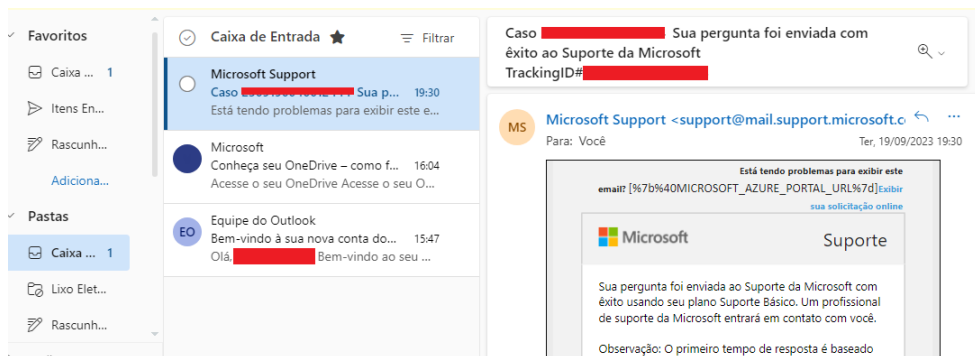 Favoritos
Caixa ... 1
Itens En...
Rascunh...
Adiciona...
Pastas
Caixa ... 1
Lixo Elet...
Rascunh...
Caixa de Entrada
Filtrar
Microsoft Support
Caso Sua p... 19:30
Está tendo problemas para exibir este e...
Microsoft
Conheça seu OneDrive – como f... 16:04
Acesse o seu OneDrive Acesse o seu O...
EO
Equipe do Outlook
Bem-vindo à sua nova conta do... 15:47
Olá, Bem-vindo ao seu ...
Caso Sua pergunta foi enviada com
êxito ao Suporte da Microsoft
TrackingID#
MS
Microsoft Support <support@mail.support.microsoft.c
Para: Você
Ter, 19/09/2023 19:30
Está tendo problemas para exibir este
email? [%7b%40MICROSOFT_AZURE_PORTAL_URL%7d]Exibir
sua solicitação online
Microsoft
Suporte
Sua pergunta foi enviada ao Suporte da Microsoft com
êxito usando seu plano Suporte Básico. Um profissional
de suporte da Microsoft entrará em contato com você.
Observação: O primeiro tempo de resposta é baseado